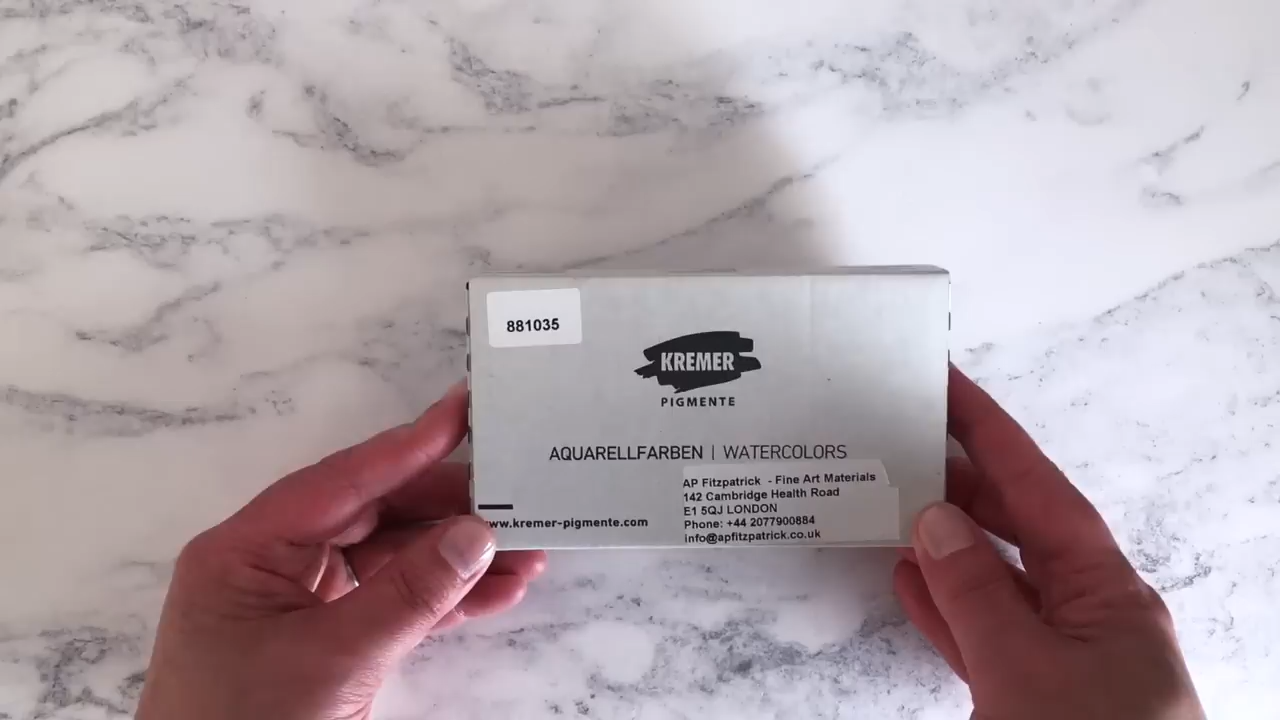 881035
KREMER
PIGMENTE
AQUARELLFARBEN | WATERCOLORS
AP Fitzpatrick - Fine Art Materials
142 Cambridge Health Road
E1 5QJ LONDON
Phone: +44 2077900884
info@apfitzpatrick.co.uk
www.kremer-pigmente.com